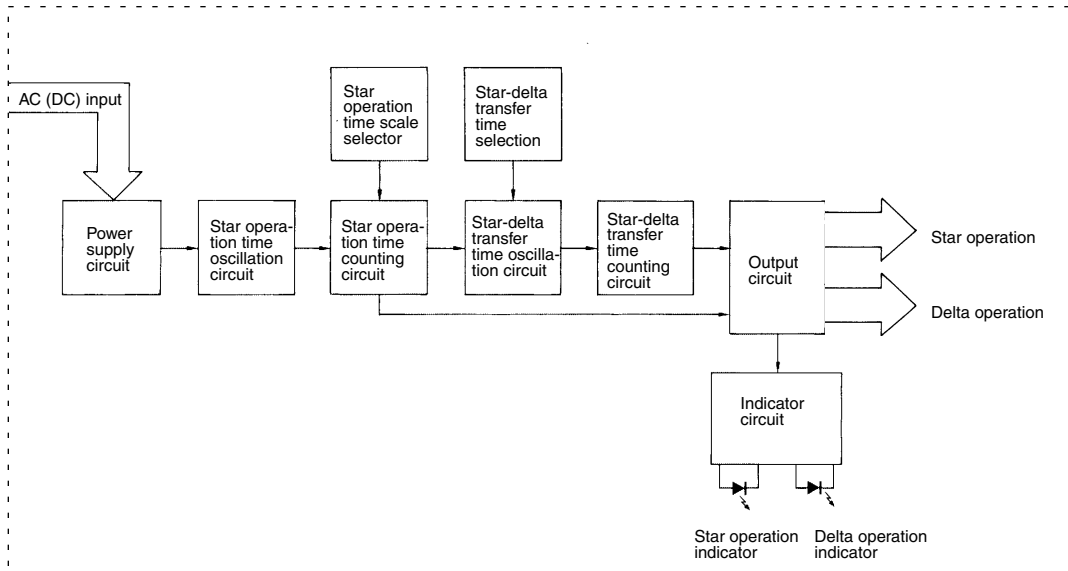 AC (DC) input
Star
operation
time scale
selector
Star-delta
transfer
time
selection
Power
supply
circuit
Star opera-
tion time
oscillation
circuit
Star opera-
tion time
counting
circuit
Star-delta
transfer
time oscilla-
tion circuit
Star-delta
transfer
time
counting
circuit
Output
circuit
Star operation
Delta operation
Indicator
circuit
Star operation
indicator
Delta operation
indicator